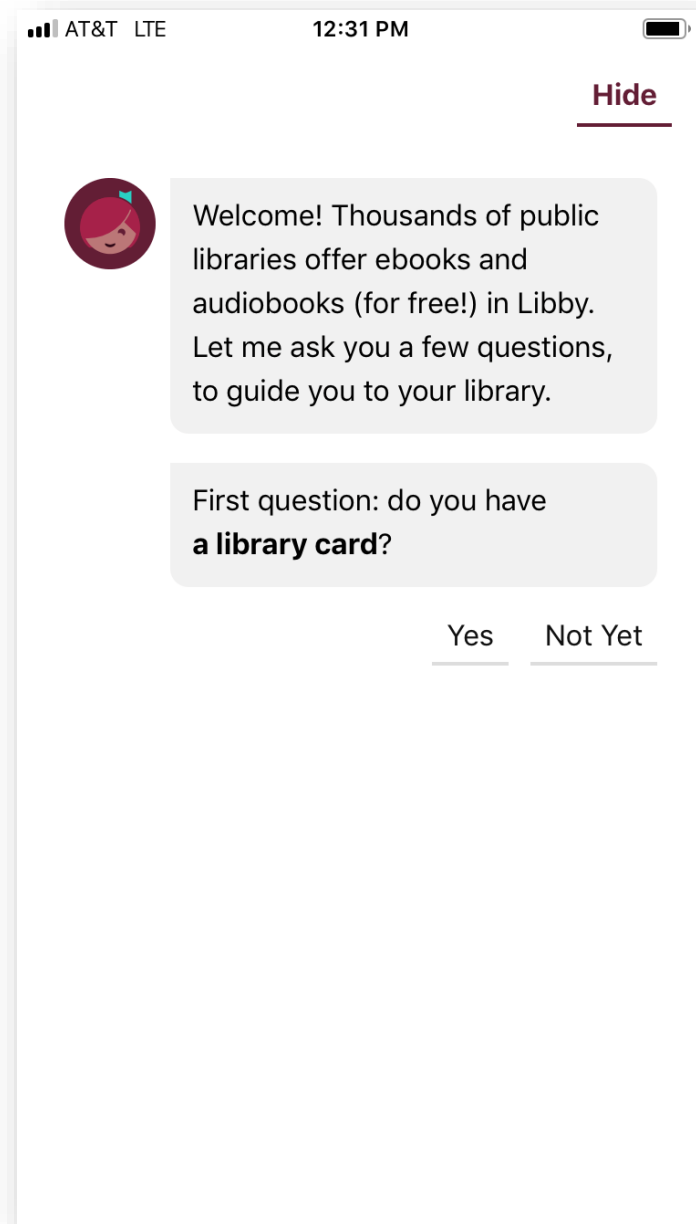 AT&T LTE 12:31 PM
Hide
Welcome! Thousands of public
libraries offer ebooks and
audiobooks (for free!) in Libby.
Let me ask you a few questions,
to guide you to your library.
First question: do you have
a library card?
Yes Not Yet